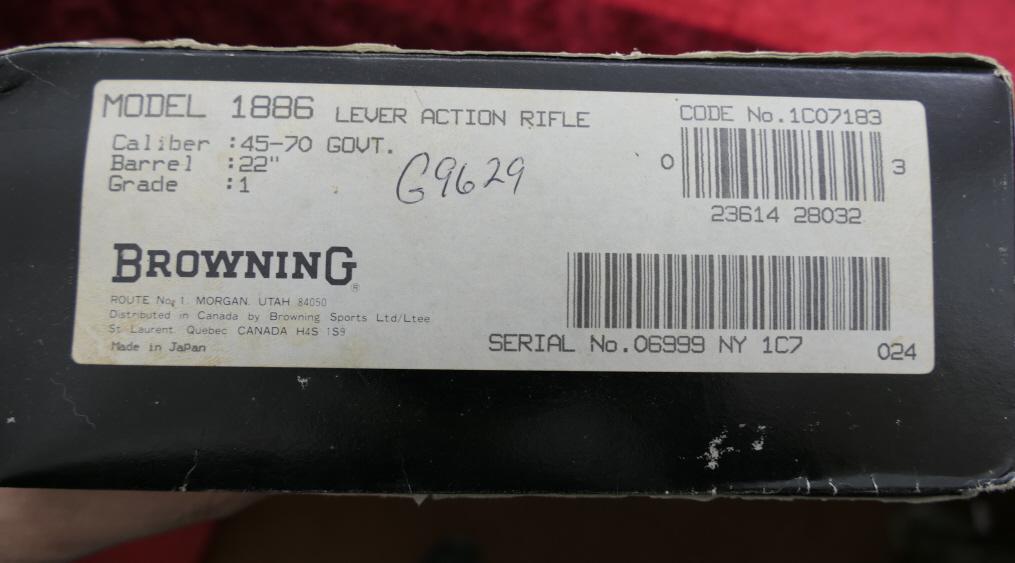 MODEL 1886 LEVER ACTION RIFLE
Caliber :45-70 GOVT.
Barrel :22"
Grade :1
G9629
CODE No.1C07183
0 3
23614 28032
BROWNING®
ROUTE No. 1. MORGAN. UTAH 84050
Distributed in Canada by Browning Sports Ltd/Ltee
St. Laurent. Quebec CANADA H4S 1S9
Made in Japan
SERIAL No.06999 NY 1C7
024